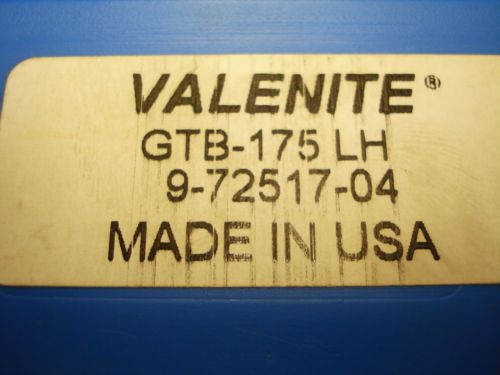 VALENITE®
GTB-175 LH
9-72517-04
MADE IN USA